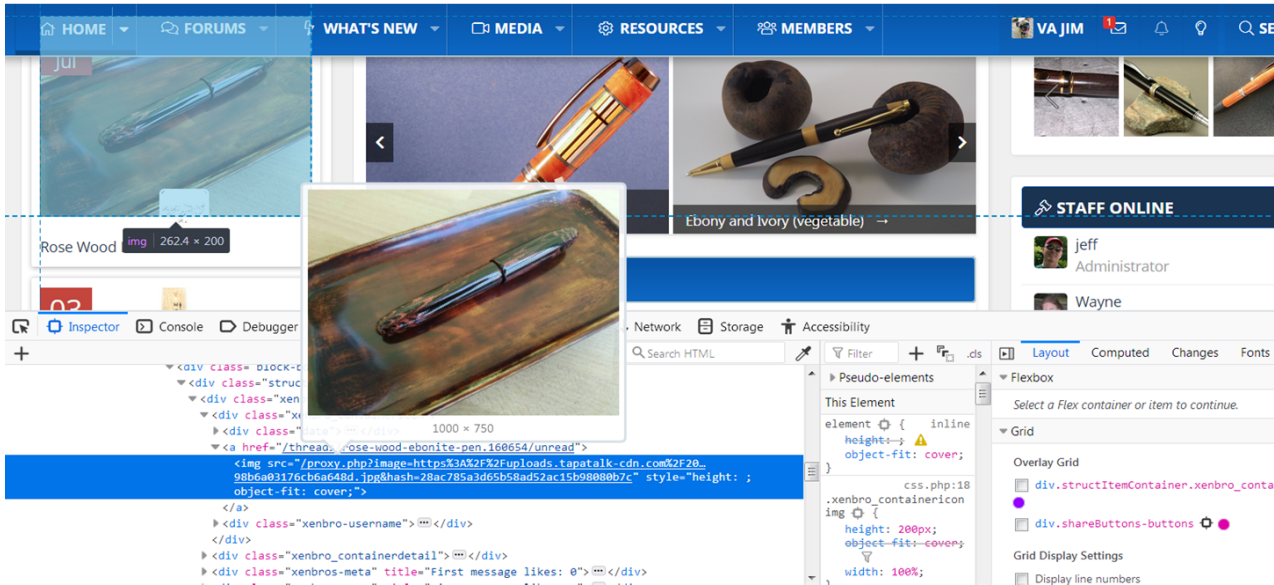 HOME FORUMS WHAT'S NEW MEDIA RESOURCES MEMBERS VA JIM 1 SE
Jul
Ebony and Ivory (vegetable) →
STAFF ONLINE
Rose Wood
img 262.4 × 200
jeff
Administrator
03
Wayne
Inspector Console Debugger Network Storage Accessibility
+ Search HTML Filter + .cls Layout Computed Changes Fonts
<div class="block-b
<div class="struc
<div class="xen
<div class="xe
<div class="date">
1000 × 750
<a href="/threads/rose-wood-ebonite-pen.160654/unread">
<img src="/proxy.php?image=https%3A%2F%2Fuploads.tapatalk-cdn.com%2F20…
98b6a03176cb6a648d.jpg&hash=28ac785a3d65b58ad52ac15b98080b7c" style="height: ;
object-fit: cover;">
</a>
<div class="xenbro-username"> </div>
</div>
<div class="xenbro_containerdetail"> </div>
<div class="xenbros-meta" title="First message likes: 0"> </div>
Pseudo-elements
This Element
element { inline
height: ;
object-fit: cover;
}
css.php:18
.xenbro_containericon
img {
height: 200px;
object-fit: cover;
width: 100%;
}
Flexbox
Select a Flex container or item to continue.
Grid
Overlay Grid
div.structItemContainer.xenbro_conta
div.shareButtons-buttons
Grid Display Settings
Display line numbers